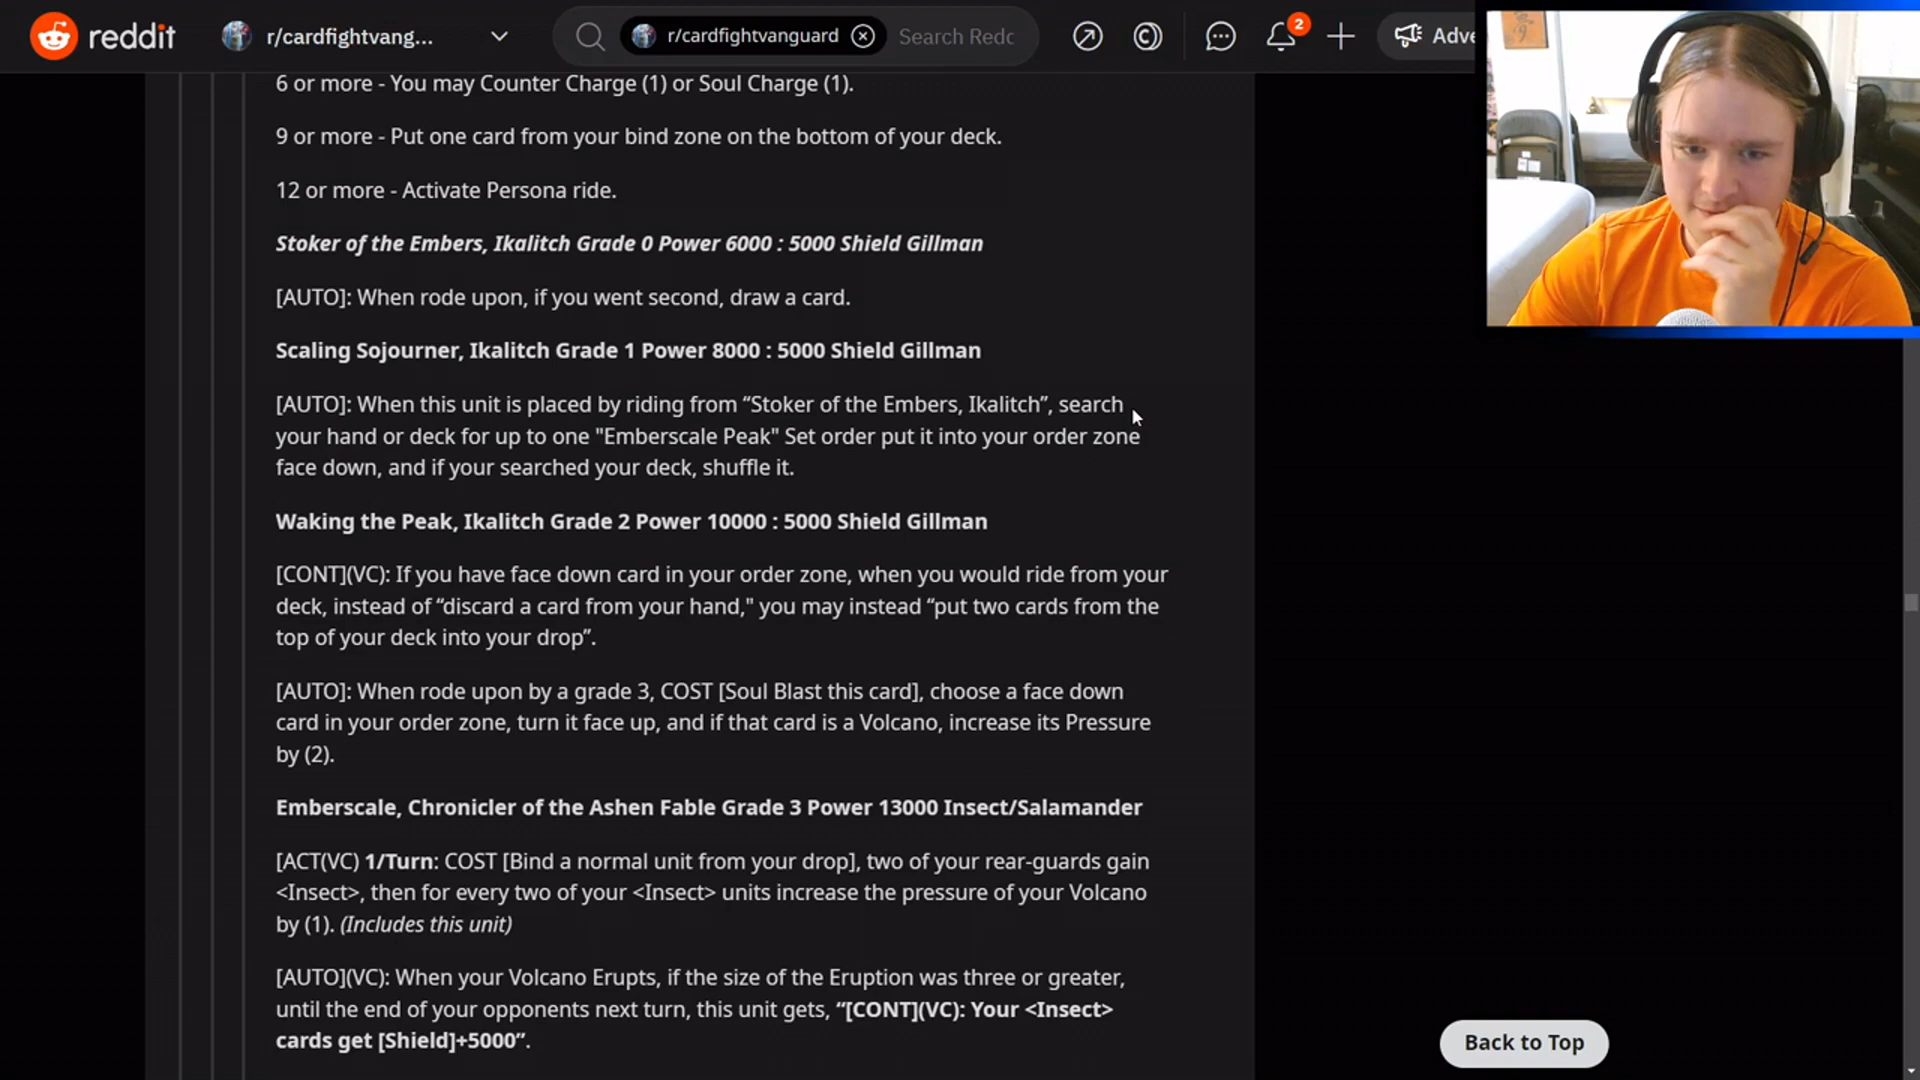 reddit
r/cardfightvang...
r/cardfightvanguard
Search Redc
2
Adve
6 or more - You may Counter Charge (1) or Soul Charge (1).
9 or more - Put one card from your bind zone on the bottom of your deck.
12 or more - Activate Persona ride.
Stoker of the Embers, Ikalitch Grade 0 Power 6000 : 5000 Shield Gillman
[AUTO]: When rode upon, if you went second, draw a card.
Scaling Sojourner, Ikalitch Grade 1 Power 8000 : 5000 Shield Gillman
[AUTO]: When this unit is placed by riding from “Stoker of the Embers, Ikalitch”, search
your hand or deck for up to one "Emberscale Peak" Set order put it into your order zone
face down, and if your searched your deck, shuffle it.
Waking the Peak, Ikalitch Grade 2 Power 10000 : 5000 Shield Gillman
[CONT](VC): If you have face down card in your order zone, when you would ride from your
deck, instead of “discard a card from your hand," you may instead “put two cards from the
top of your deck into your drop”.
[AUTO]: When rode upon by a grade 3, COST [Soul Blast this card], choose a face down
card in your order zone, turn it face up, and if that card is a Volcano, increase its Pressure
by (2).
Emberscale, Chronicler of the Ashen Fable Grade 3 Power 13000 Insect/Salamander
[ACT(VC) 1/Turn: COST [Bind a normal unit from your drop], two of your rear-guards gain
<Insect>, then for every two of your <Insect> units increase the pressure of your Volcano
by (1). (Includes this unit)
[AUTO](VC): When your Volcano Erupts, if the size of the Eruption was three or greater,
until the end of your opponents next turn, this unit gets, “[CONT](VC): Your <Insect>
cards get [Shield]+5000”.
Back to Top